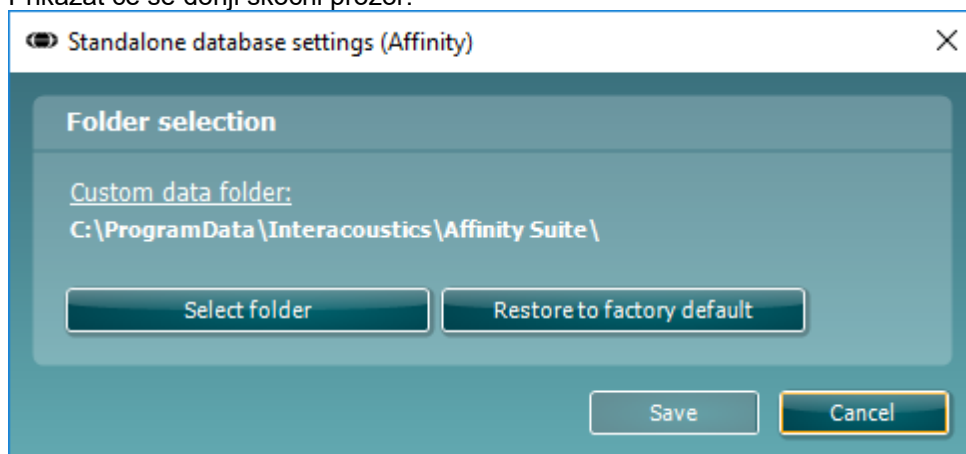 Prikazat će se donji skočni prozor:
Standalone database settings (Affinity)
Folder selection
Custom data folder:
C:\ProgramData\Interacoustics\Affinity Suite\
Select folder
Restore to factory default
Save
Cancel